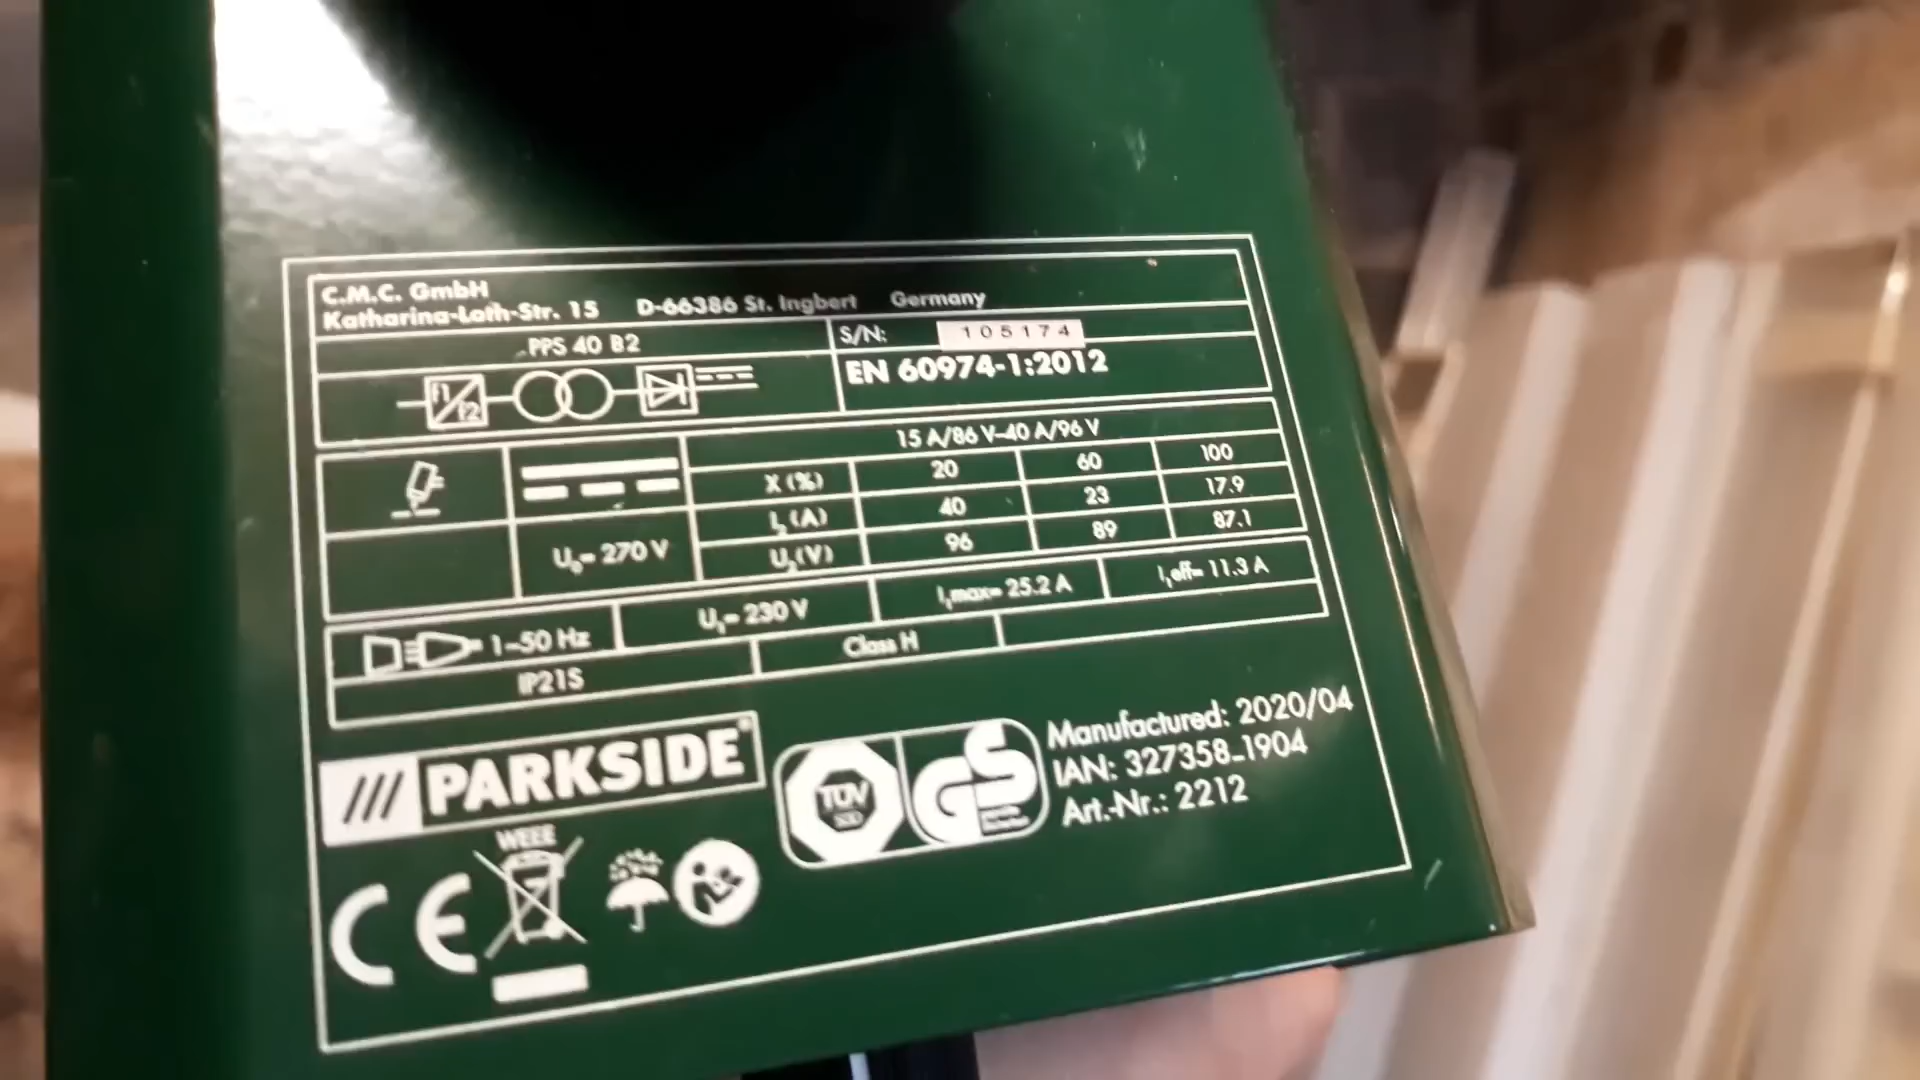 C.M.C. GmbH
Katharina-Loth-Str. 15 D-66386 St. Ingbert Germany
PPS 40 B2
S/N: 105174
f1 f2
EN 60974-1:2012
15 A/86 V-40 A/96 V
X (%) 20 60 100
I₂ (A) 40 23 17.9
U₀= 270 V
U₂(V) 96 89 87.1
1~50 Hz U₁= 230 V I₁max= 25.2 A I₁eff= 11.3 A
IP21S Class H
/// PARKSIDE®
TÜV
SÜD
GS
Manufactured: 2020/04
IAN: 327358_1904
Art.-Nr.: 2212
WEEE
CE